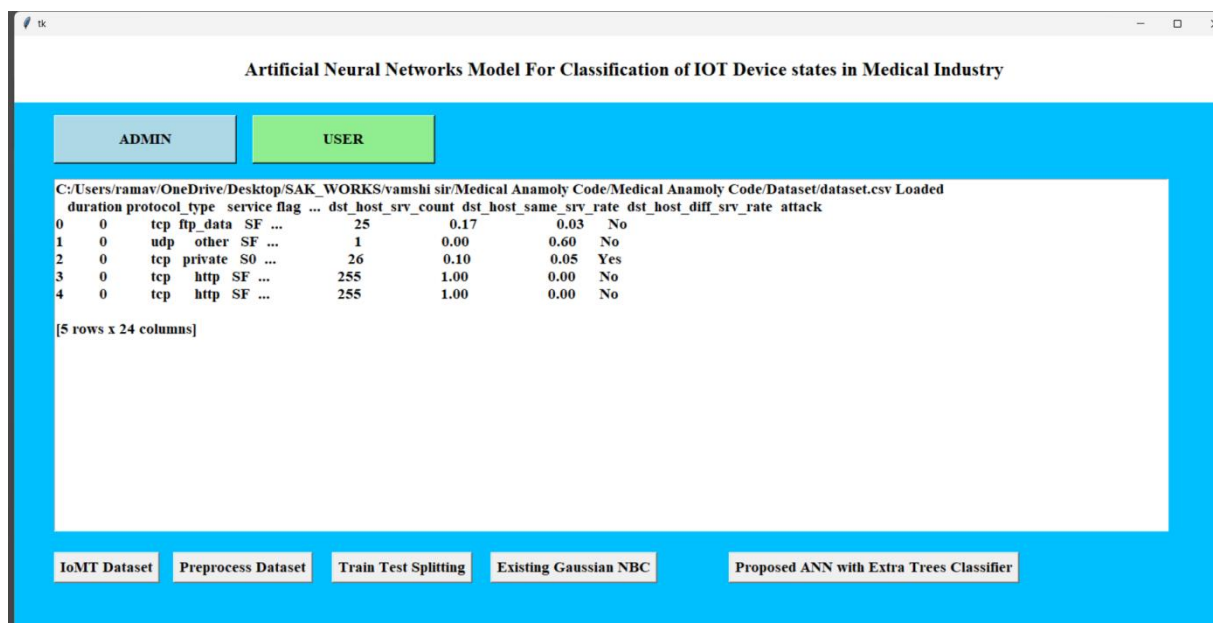 tk
Artificial Neural Networks Model For Classification of IOT Device states in Medical Industry
ADMIN USER
C:/Users/ramav/OneDrive/Desktop/SAK_WORKS/vamshi sir/Medical Anamoly Code/Medical Anamoly Code/Dataset/dataset.csv Loaded
duration protocol_type service flag ... dst_host_srv_count dst_host_same_srv_rate dst_host_diff_srv_rate attack
0 0 tcp ftp_data SF ... 25 0.17 0.03 No
1 0 udp other SF ... 1 0.00 0.60 No
2 0 tcp private S0 ... 26 0.10 0.05 Yes
3 0 tcp http SF ... 255 1.00 0.00 No
4 0 tcp http SF ... 255 1.00 0.00 No
[5 rows x 24 columns]
IoMT Dataset Preprocess Dataset Train Test Splitting Existing Gaussian NBC Proposed ANN with Extra Trees Classifier